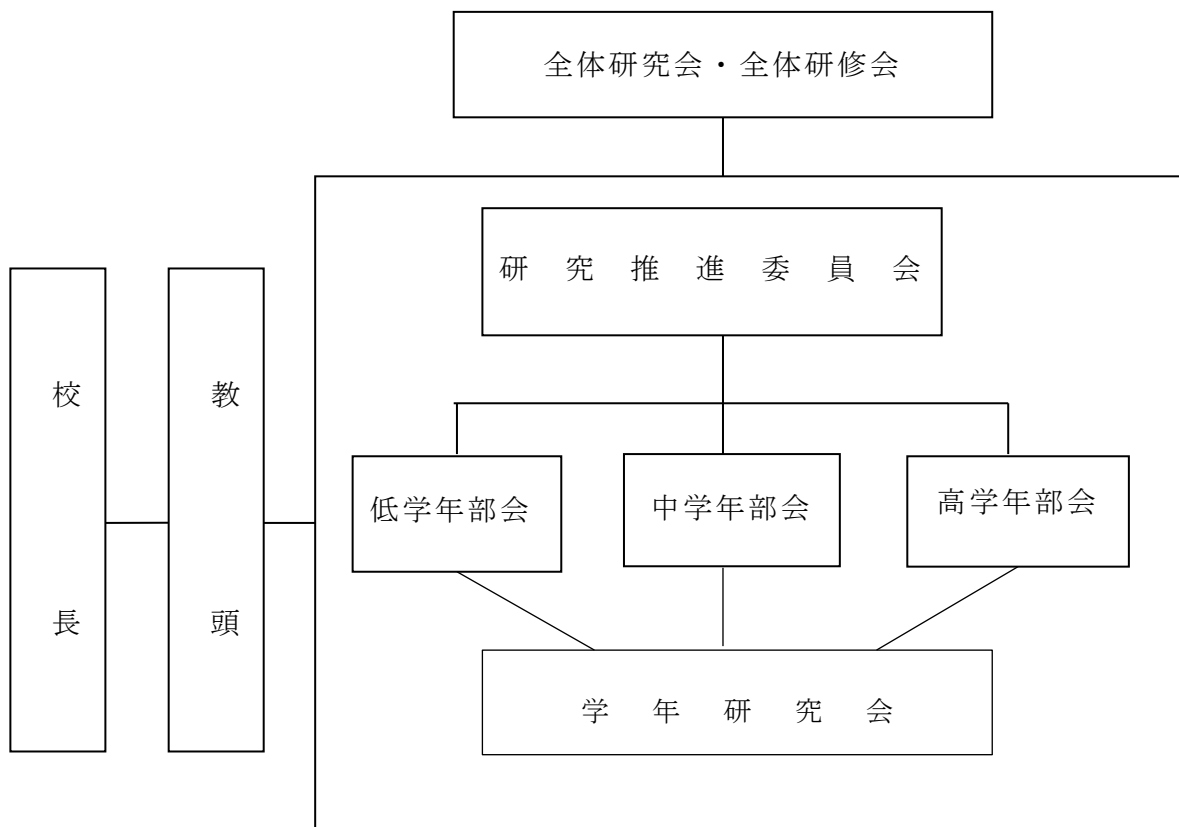 全体研究会・全体研修会
研究推進委員会
校長
教頭
低学年部会
中学年部会
高学年部会
学年研究会